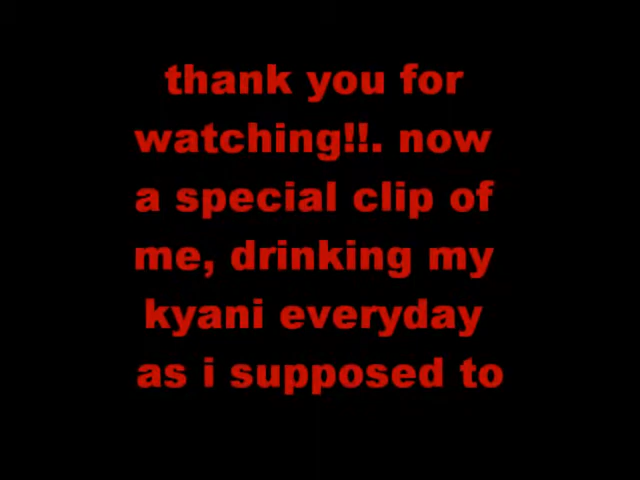 thank you for
watching!!. now
a special clip of
me, drinking my
kyani everyday
as i supposed to